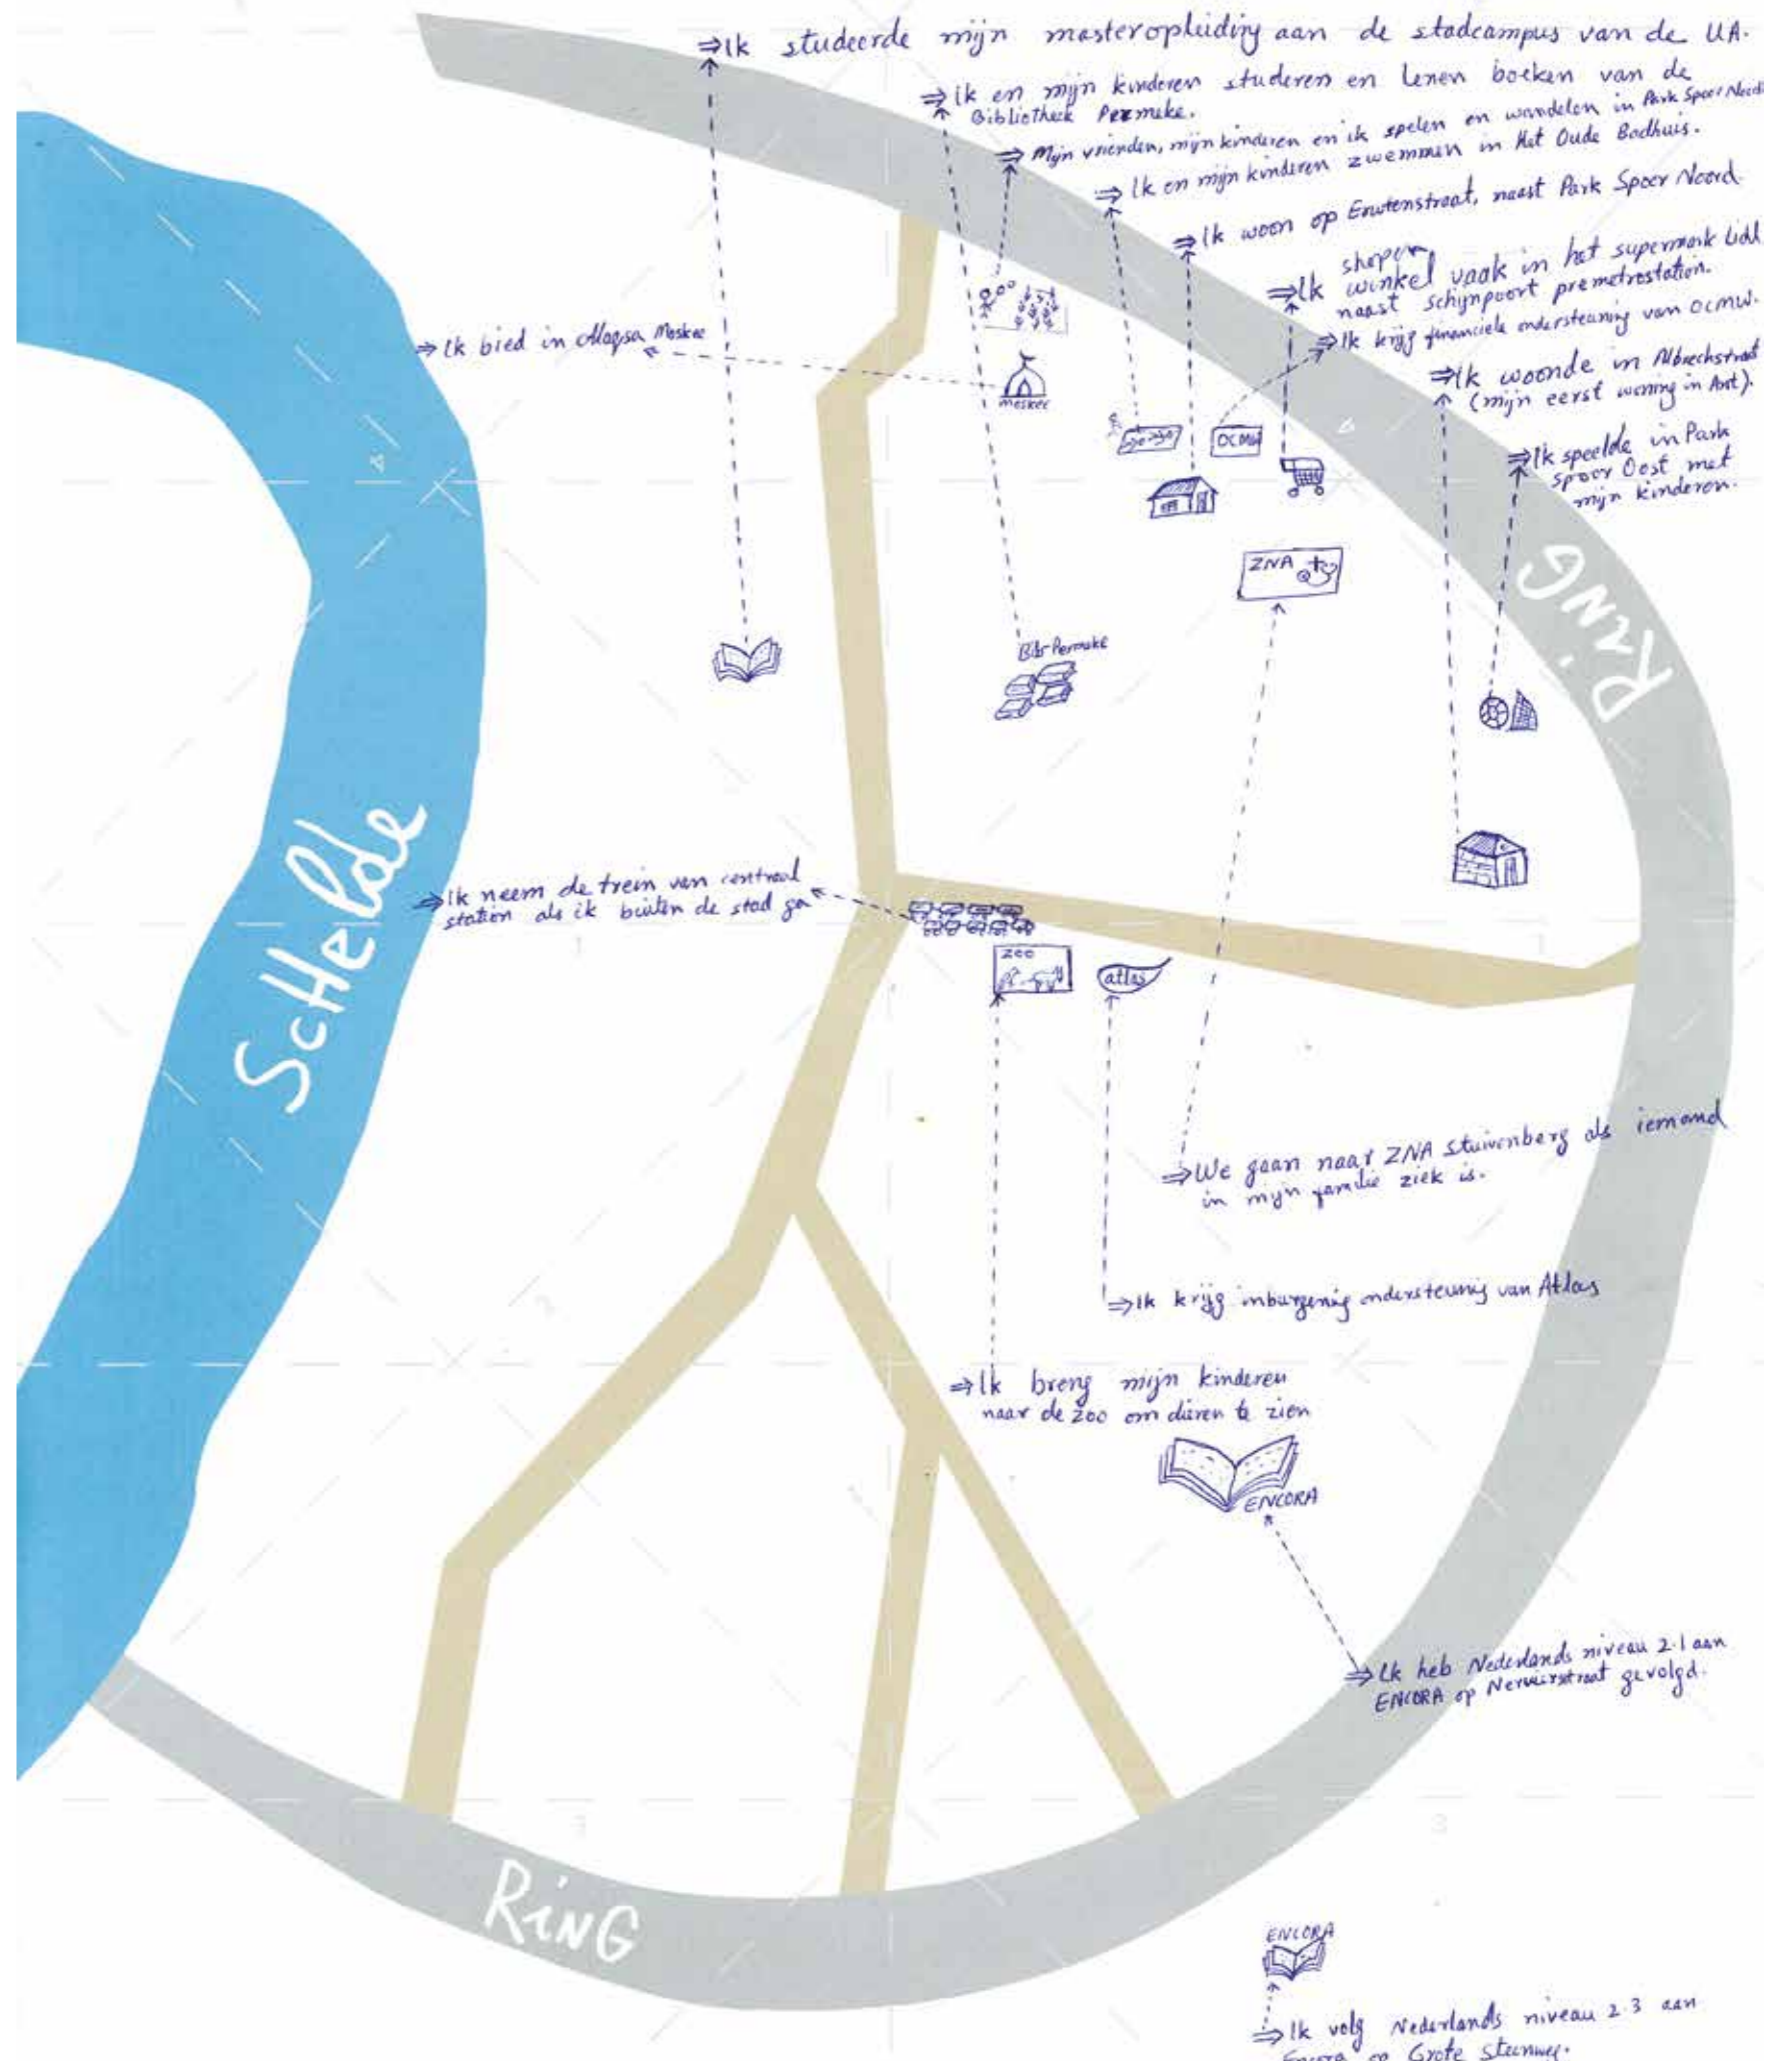 ⇒Ik studeerde mijn masteropleiding aan de stadcampus van de UA.
⇒Ik en mijn kinderen studeren en lenen boeken van de
Bibliotheek Permeke.
⇒Mijn vrienden, mijn kinderen en ik spelen en wandelen in Park Spoor Noord
⇒Ik en mijn kinderen zwemmen in Het Oude Badhuis.
⇒Ik woon op Erwtenstraat, naast Park Spoor Noord.
shopen
⇒Ik winkel vaak in het supermark Lidl
naast schijnpoort premetrostation.
⇒Ik krijg financiele ondersteuning van OCMW.
⇒Ik bied in Alaqsa Moskee
moskee
⇒Ik woonde in Albrechstraat
(mijn eerst woning in Ant).
⇒Ik speelde in Park
spoor Oost met
mijn kinderen.
OCMW
ZNA
RiNG
Bib Permeke
SCHelde
⇒Ik neem de trein van centraal
station als ik buiten de stad ga
ZOO
atlas
⇒We gaan naar ZNA Stuivenberg als iemand
in mijn familie ziek is.
⇒Ik krijg inburgenig ondersteunig van Atlas
⇒Ik breng mijn kinderen
naar de zoo om dieren te zien
ENCORA
⇒Ik heb Nederlands niveau 2.1 aan
ENCORA op Nerviersstraat gevolgd.
RiNG
ENCORA
⇒Ik volg Nederlands niveau 2.3 aan
Encora op Grote Steenweg.